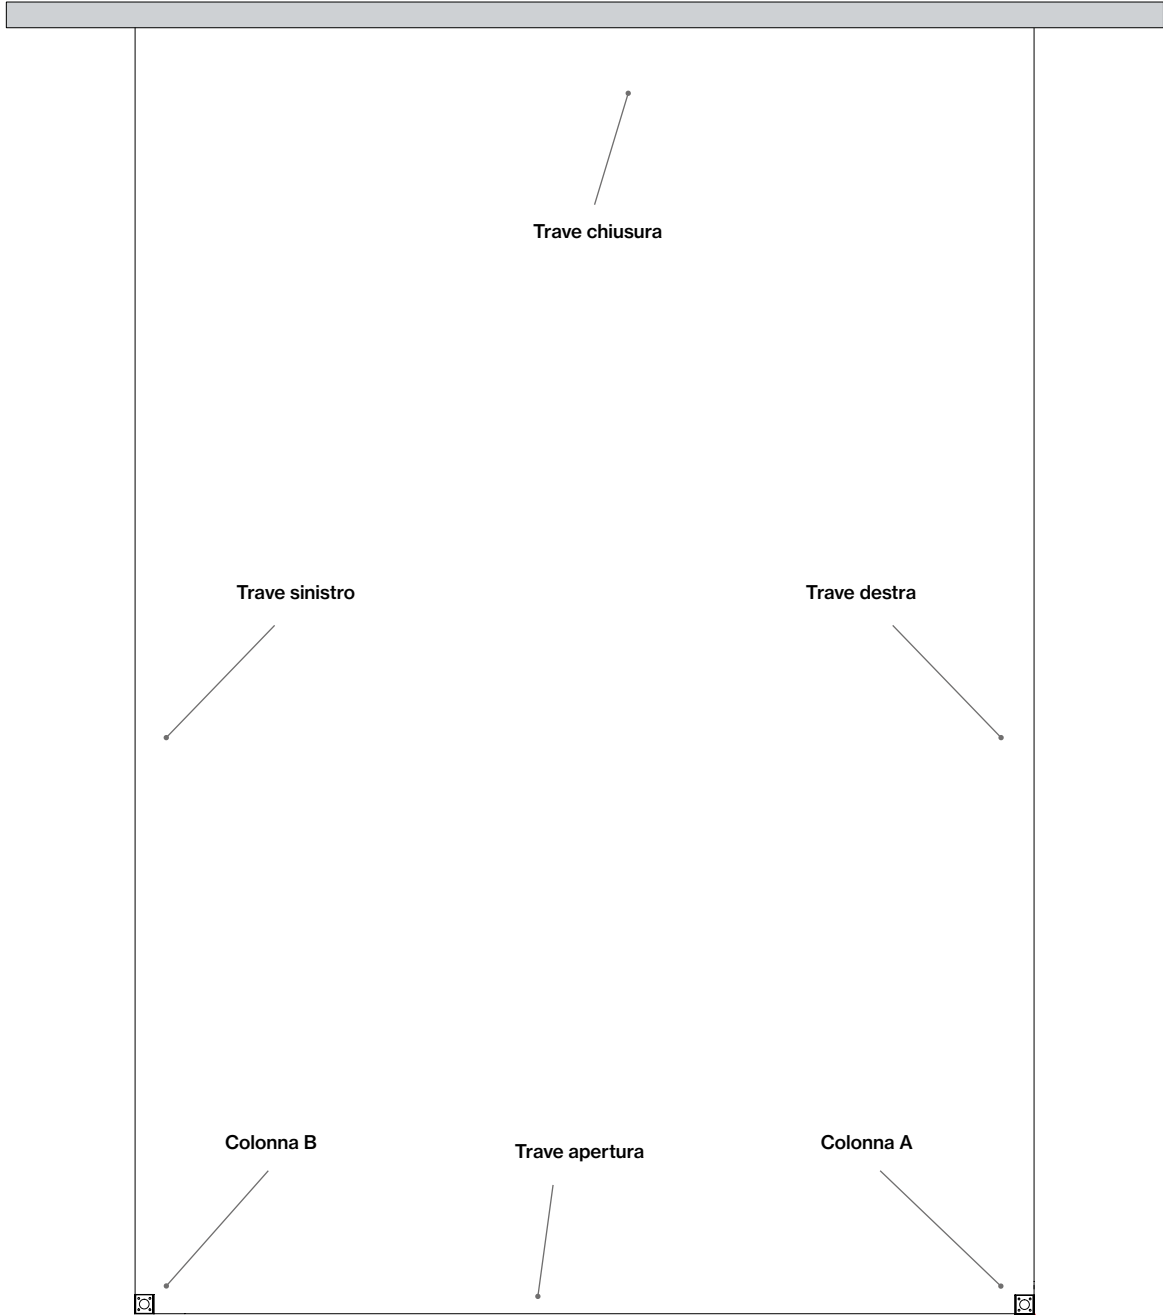 Trave chiusura
Trave sinistro
Trave destra
Colonna B
Trave apertura
Colonna A